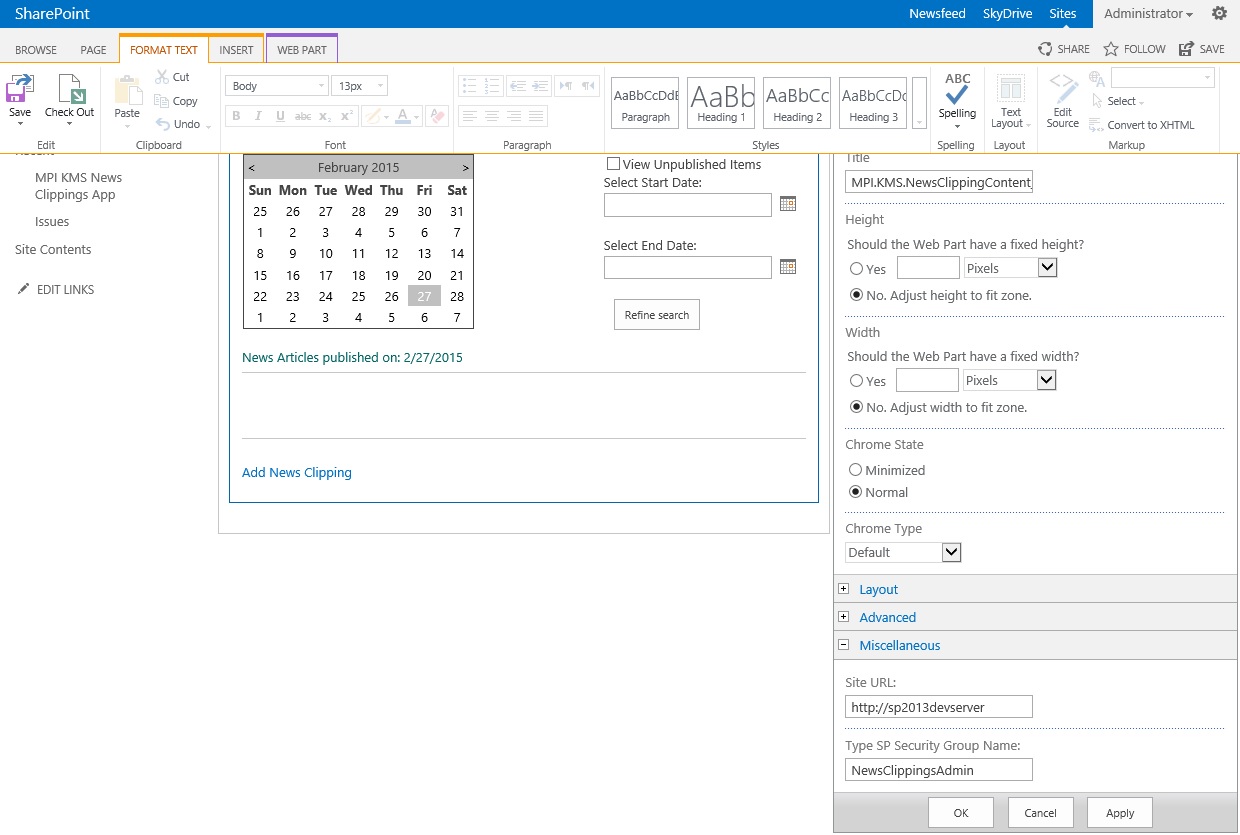 SharePoint
Newsfeed SkyDrive Sites Administrator
BROWSE PAGE FORMAT TEXT INSERT WEB PART SHARE FOLLOW SAVE
Save
Check Out
Edit
Paste
Cut
Copy
Undo
Clipboard
Body 13px
B I U abc x₂ x² A
Font
Paragraph
AaBbCcDdE
Paragraph
AaBb
Heading 1
AaBbCc
Heading 2
AaBbCcDc
Heading 3
Styles
ABC
Spelling
Spelling
Text
Layout
Layout
Edit
Source
Select
Convert to XHTML
Markup
Recent
MPI KMS News
Clippings App
Issues
Site Contents
EDIT LINKS
< February 2015 >
Sun Mon Tue Wed Thu Fri Sat
25 26 27 28 29 30 31
1 2 3 4 5 6 7
8 9 10 11 12 13 14
15 16 17 18 19 20 21
22 23 24 25 26 27 28
1 2 3 4 5 6 7
View Unpublished Items
Select Start Date:
Select End Date:
Refine search
News Articles published on: 2/27/2015
Add News Clipping
Title
MPI.KMS.NewsClippingContent
Height
Should the Web Part have a fixed height?
Yes Pixels
No. Adjust height to fit zone.
Width
Should the Web Part have a fixed width?
Yes Pixels
No. Adjust width to fit zone.
Chrome State
Minimized
Normal
Chrome Type
Default
Layout
Advanced
Miscellaneous
Site URL:
http://sp2013devserver
Type SP Security Group Name:
NewsClippingsAdmin
OK Cancel Apply